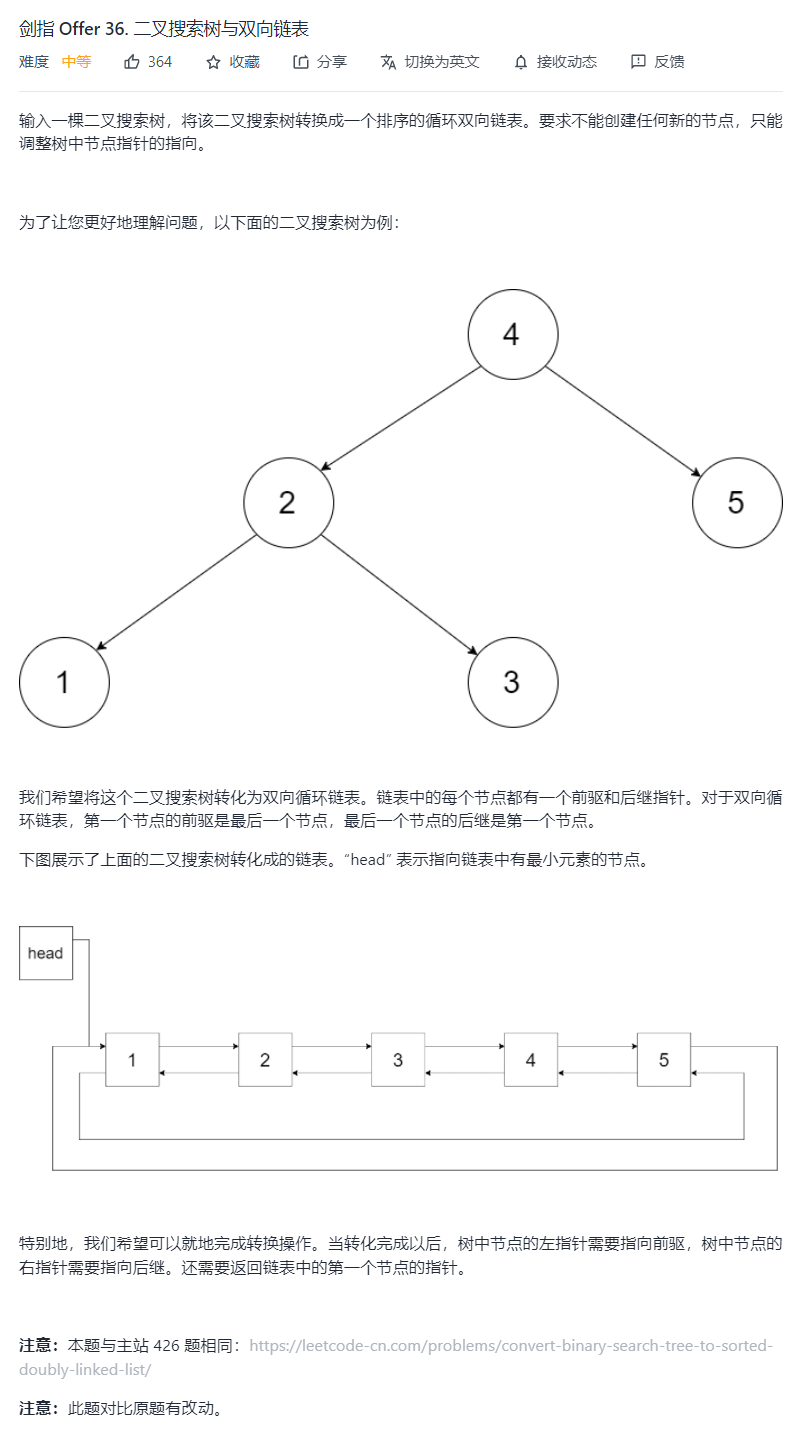 剑指 Offer 36. 二叉搜索树与双向链表
难度 中等 364 收藏 分享 切换为英文 接收动态 反馈
输入一棵二叉搜索树，将该二叉搜索树转换成一个排序的循环双向链表。要求不能创建任何新的节点，只能
调整树中节点指针的指向。
为了让您更好地理解问题，以下面的二叉搜索树为例：
4
2 5
1 3
我们希望将这个二叉搜索树转化为双向循环链表。链表中的每个节点都有一个前驱和后继指针。对于双向循
环链表，第一个节点的前驱是最后一个节点，最后一个节点的后继是第一个节点。
下图展示了上面的二叉搜索树转化成的链表。“head” 表示指向链表中有最小元素的节点。
head
1 2 3 4 5
特别地，我们希望可以就地完成转换操作。当转化完成以后，树中节点的左指针需要指向前驱，树中节点的
右指针需要指向后继。还需要返回链表中的第一个节点的指针。
注意：本题与主站 426 题相同：https://leetcode-cn.com/problems/convert-binary-search-tree-to-sorted-
doubly-linked-list/
注意：此题对比原题有改动。